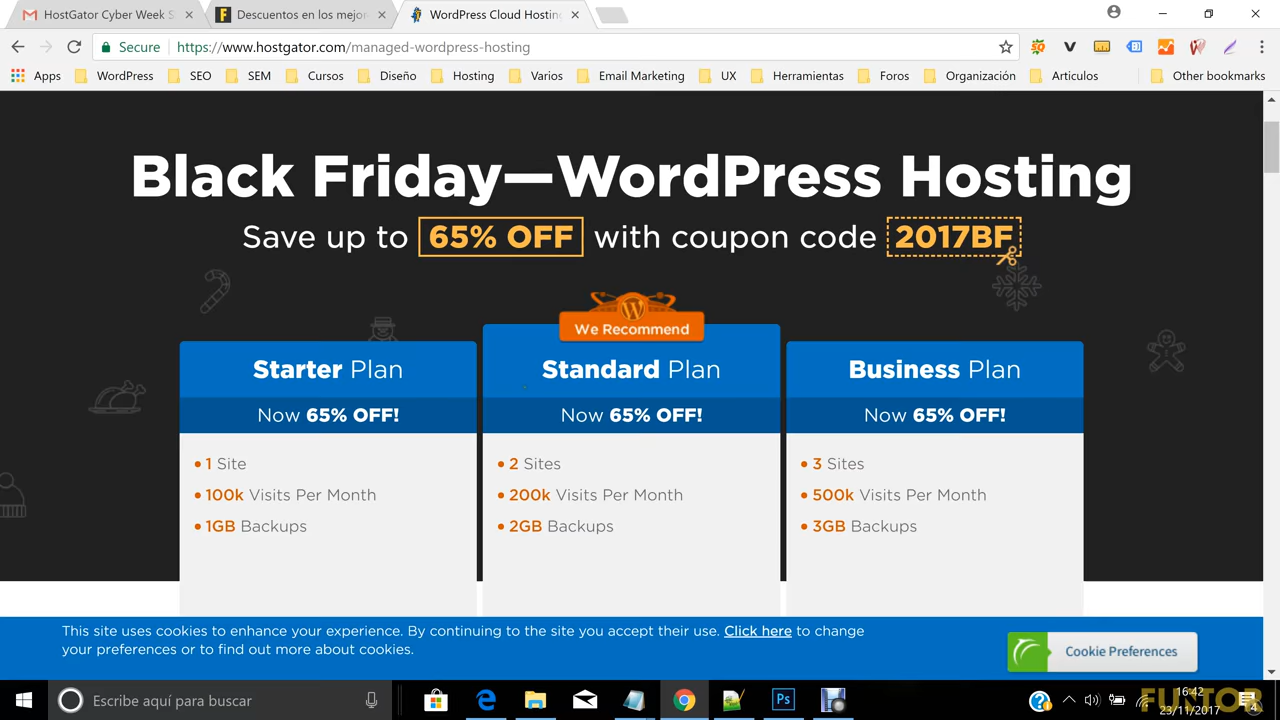 HostGator Cyber Week S
Descuentos en los mejor
WordPress Cloud Hosting
Secure
https://www.hostgator.com/managed-wordpress-hosting
Apps
WordPress
SEO
SEM
Cursos
Diseño
Hosting
Varios
Email Marketing
UX
Herramientas
Foros
Organización
Articulos
Other bookmarks
Black Friday—WordPress Hosting
Save up to 65% OFF with coupon code 2017BF
We Recommend
Starter Plan
Now 65% OFF!
• 1 Site
• 100k Visits Per Month
• 1GB Backups
Standard Plan
Now 65% OFF!
• 2 Sites
• 200k Visits Per Month
• 2GB Backups
Business Plan
Now 65% OFF!
• 3 Sites
• 500k Visits Per Month
• 3GB Backups
This site uses cookies to enhance your experience. By continuing to the site you accept their use. Click here to change
your preferences or to find out more about cookies.
Cookie Preferences
Escribe aquí para buscar
Ps
16:42
23/11/2017
4
FUNTOR